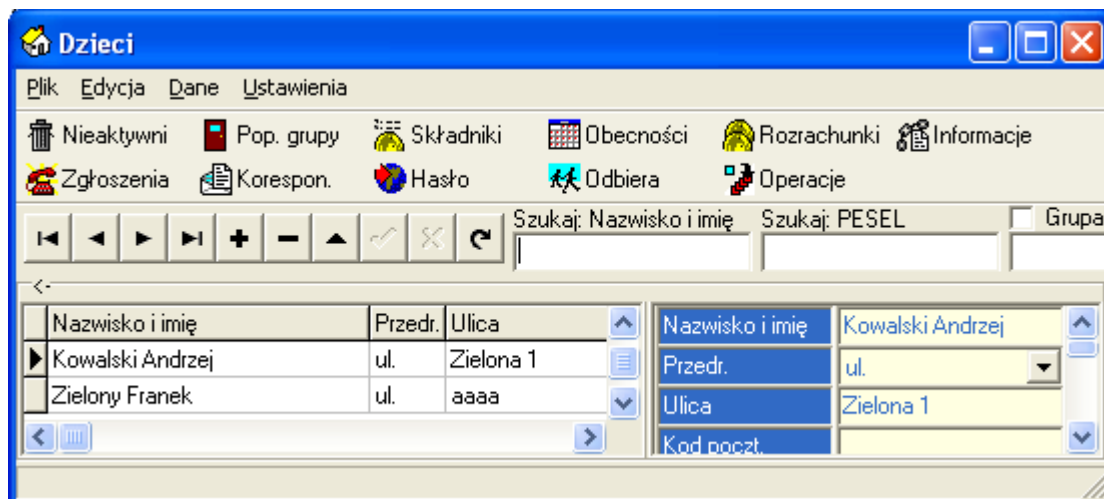 Dzieci
Plik Edycja Dane Ustawienia
Nieaktywni Pop. grupy Składniki Obecności Rozrachunki Informacje
Zgłoszenia Korespon. Hasło Odbiera Operacje
Szukaj: Nazwisko i imię Szukaj: PESEL Grupa
<-
Nazwisko i imię Przedr. Ulica
Kowalski Andrzej ul. Zielona 1
Zielony Franek ul. aaaa
Nazwisko i imię Kowalski Andrzej
Przedr. ul.
Ulica Zielona 1
Kod poczt.